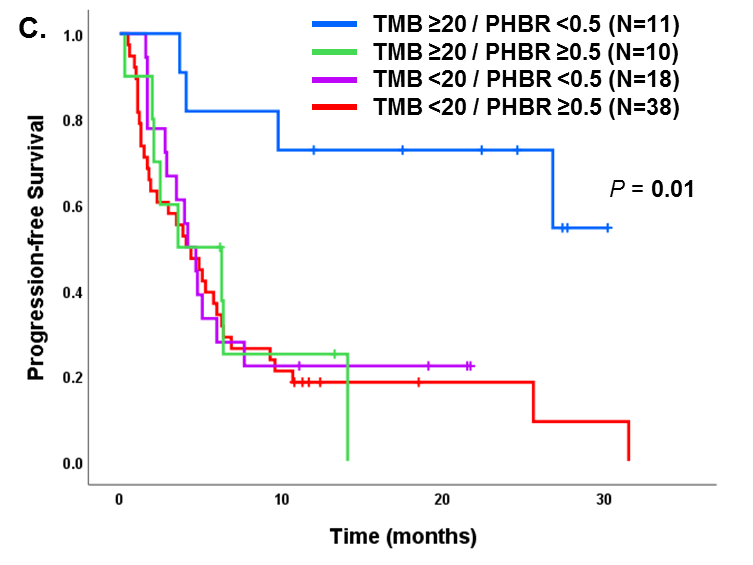 C.
TMB ≥20 / PHBR <0.5 (N=11)
TMB ≥20 / PHBR ≥0.5 (N=10)
TMB <20 / PHBR <0.5 (N=18)
TMB <20 / PHBR ≥0.5 (N=38)
P = 0.01
Progression-free Survival
1.0
0.8
0.6
0.4
0.2
0.0
0 10 20 30
Time (months)